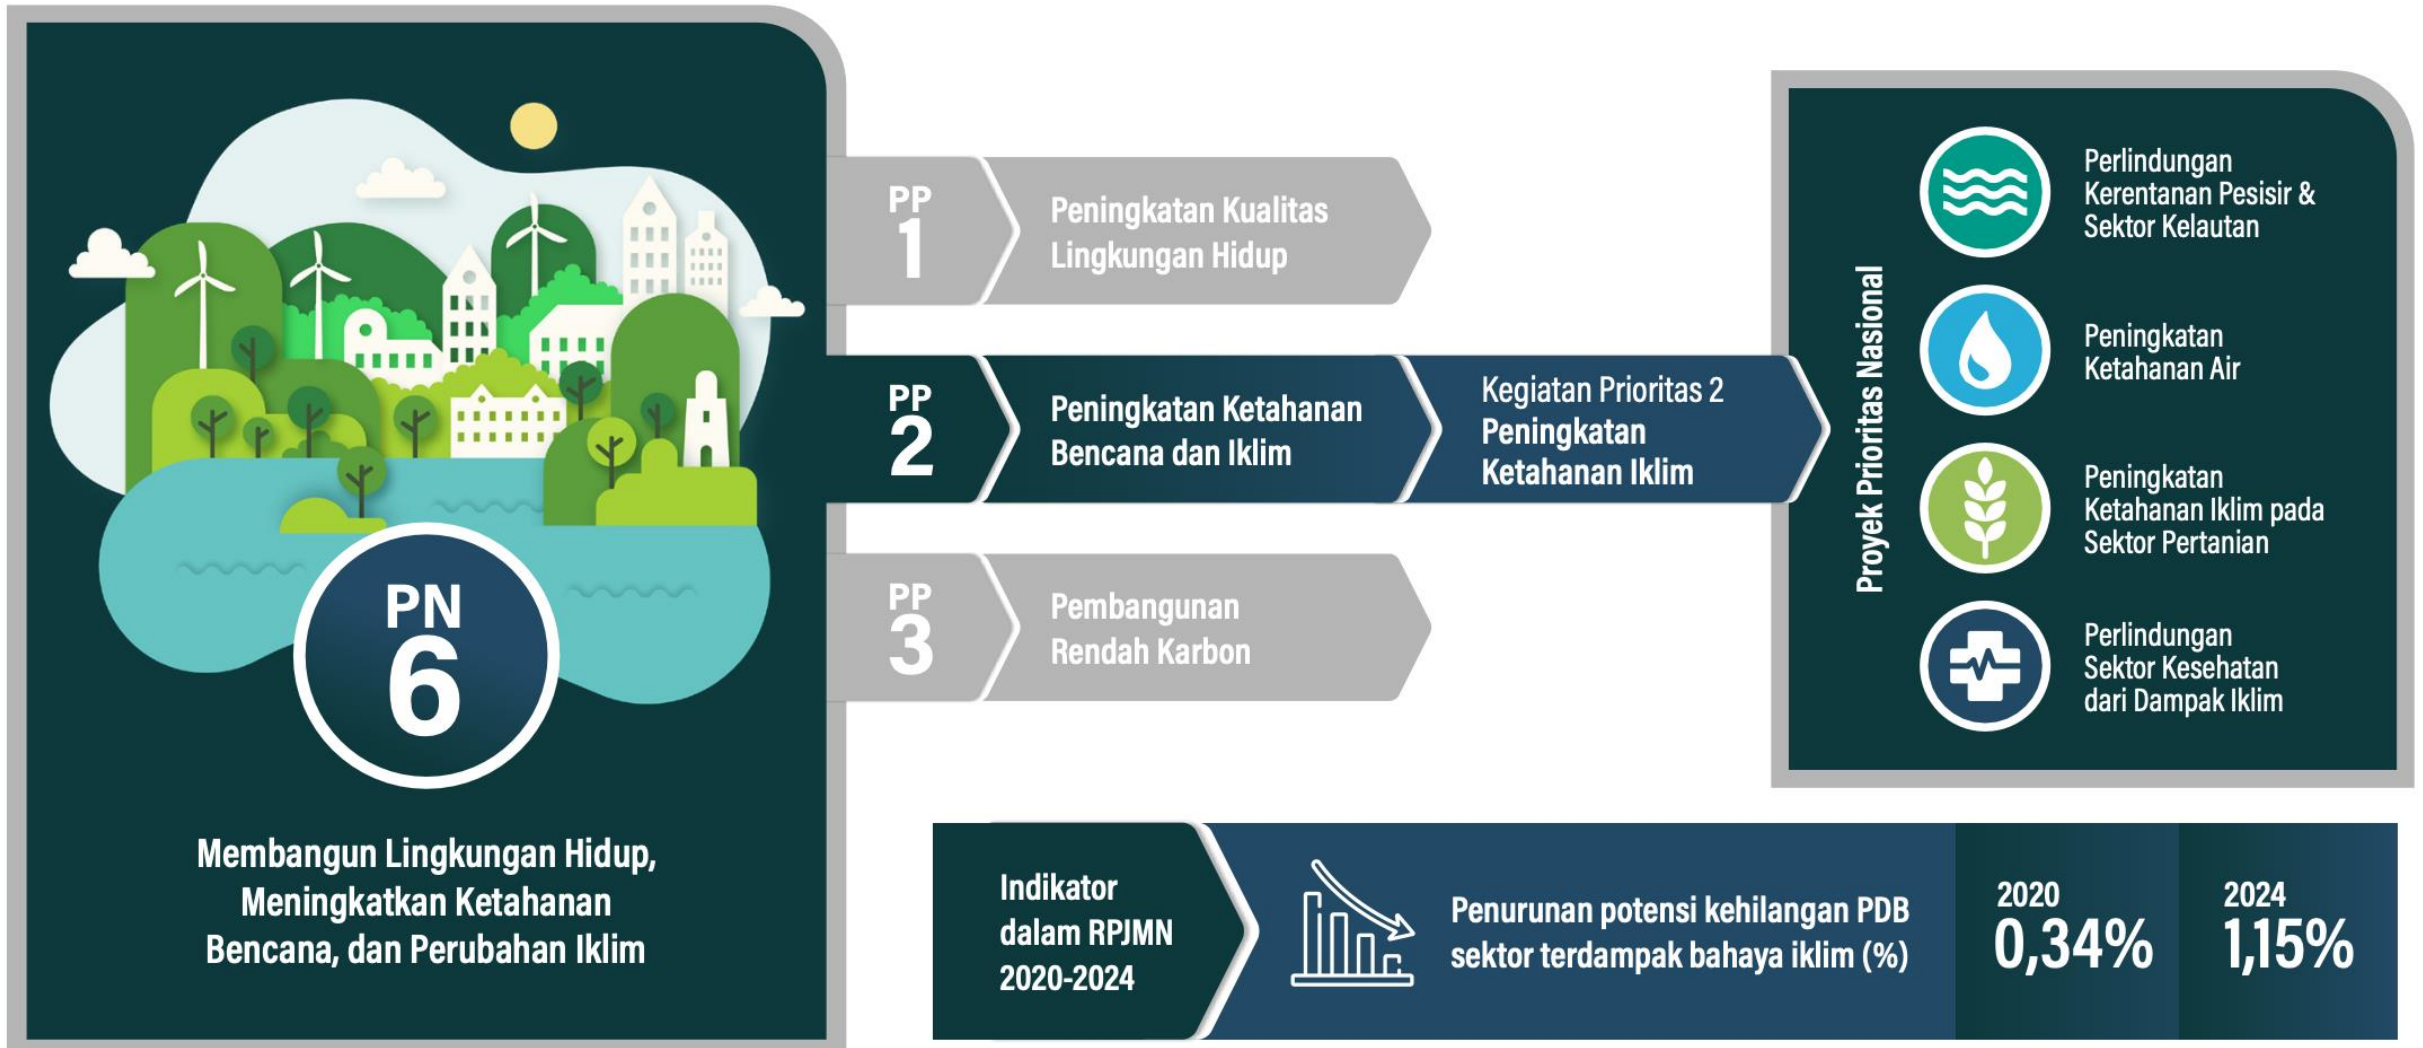 PN
6
Membangun Lingkungan Hidup,
Meningkatkan Ketahanan
Bencana, dan Perubahan Iklim
PP
1
Peningkatan Kualitas
Lingkungan Hidup
PP
2
Peningkatan Ketahanan
Bencana dan Iklim
Kegiatan Prioritas 2
Peningkatan
Ketahanan Iklim
PP
3
Pembangunan
Rendah Karbon
Proyek Prioritas Nasional
Perlindungan
Kerentanan Pesisir &
Sektor Kelautan
Peningkatan
Ketahanan Air
Peningkatan
Ketahanan Iklim pada
Sektor Pertanian
Perlindungan
Sektor Kesehatan
dari Dampak Iklim
Indikator
dalam RPJMN
2020-2024
Penurunan potensi kehilangan PDB
sektor terdampak bahaya iklim (%)
2020
0,34%
2024
1,15%